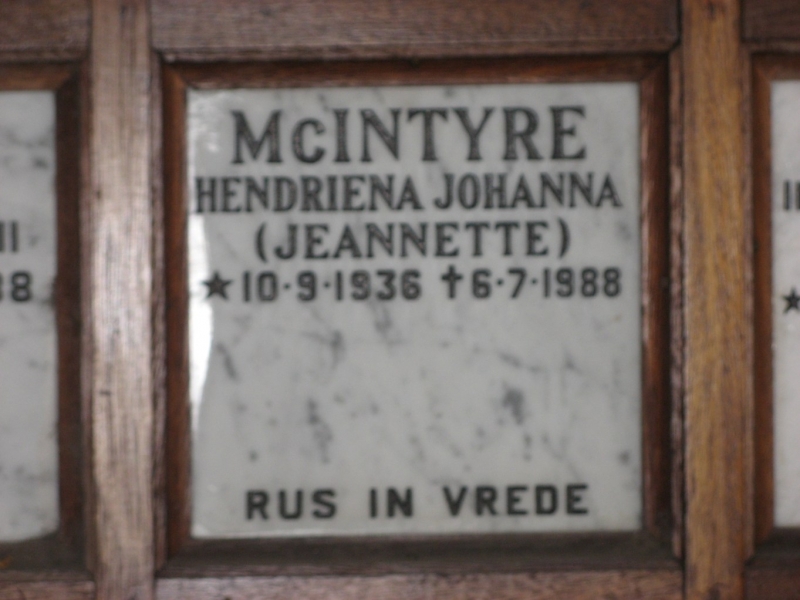 McINTYRE
HENDRIENA JOHANNA
(JEANNETTE)
★10·9·1936 ✝6·7·1988
RUS IN VREDE